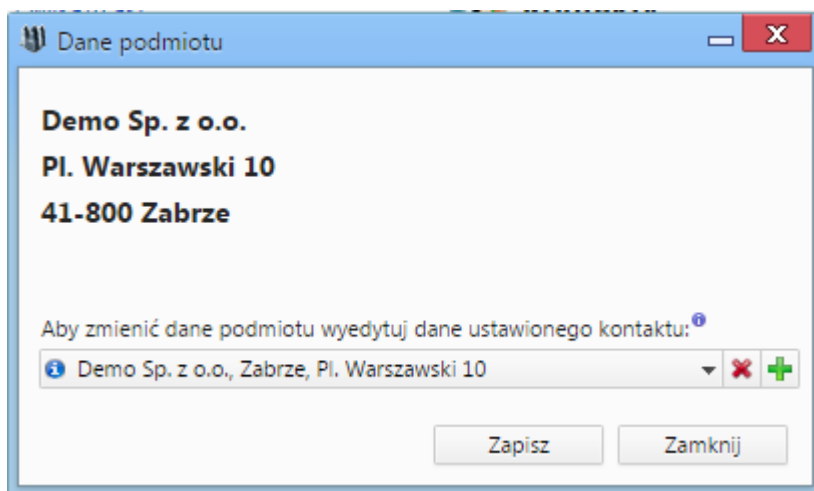 Dane podmiotu
Demo Sp. z o.o.
Pl. Warszawski 10
41-800 Zabrze
Aby zmienić dane podmiotu wyedytuj dane ustawionego kontaktu:
Demo Sp. z o.o., Zabrze, Pl. Warszawski 10
Zapisz Zamknij